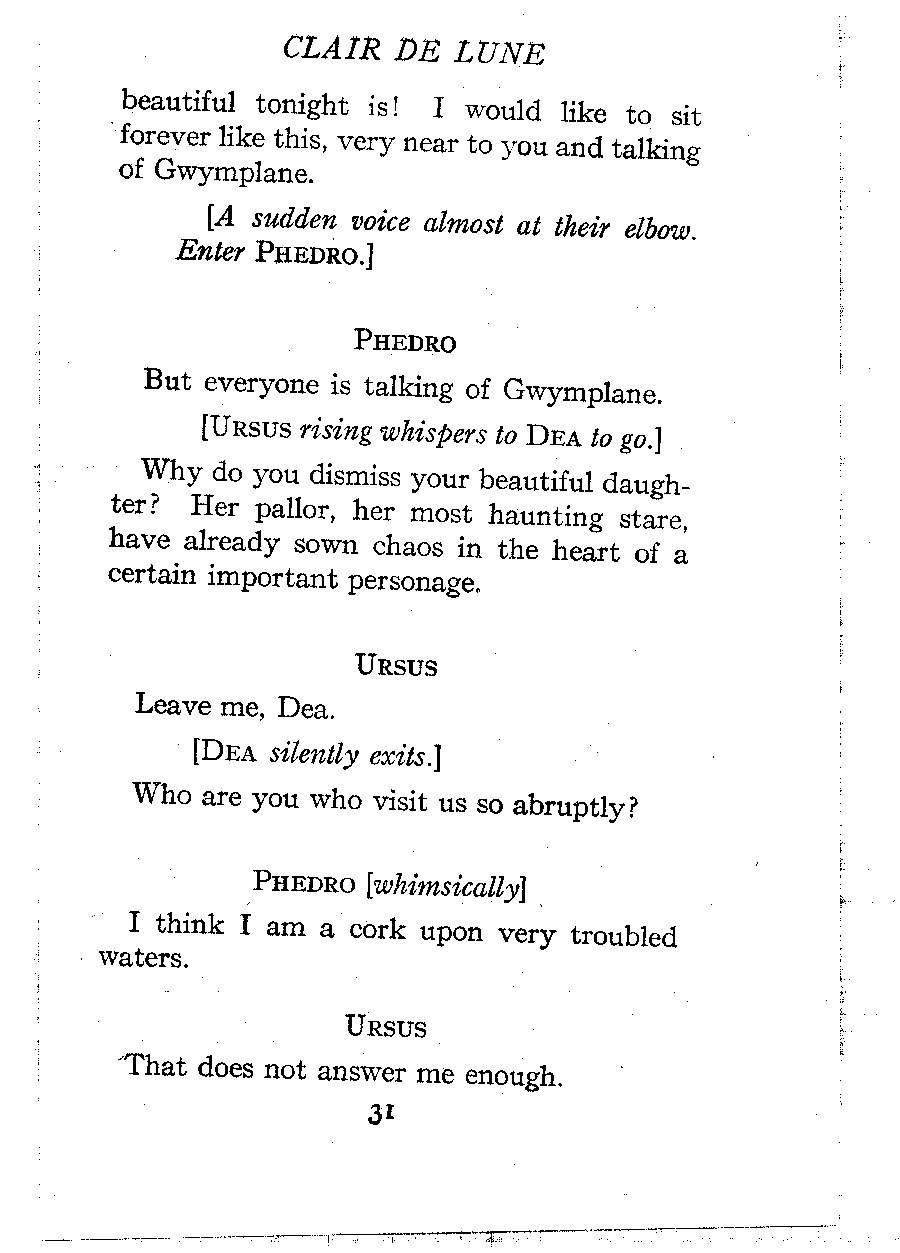 CLAIR DE LUNE
beautiful tonight is! I would like to sit
forever like this, very near to you and talking
of Gwymplane.
[A sudden voice almost at their elbow.
Enter PHEDRO.]
PHEDRO
But everyone is talking of Gwymplane.
[URSUS rising whispers to DEA to go.]
Why do you dismiss your beautiful daugh-
ter? Her pallor, her most haunting stare,
have already sown chaos in the heart of a
certain important personage.
URSUS
Leave me, Dea.
[DEA silently exits.]
Who are you who visit us so abruptly?
PHEDRO [whimsically]
I think I am a cork upon very troubled
waters.
URSUS
That does not answer me enough.
31